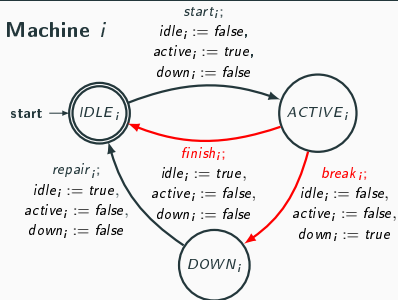 Machine i
start_i;
idle_i := false,
active_i := true,
down_i := false
start
IDLE_i
ACTIVE_i
finish_i;
idle_i := true,
active_i := false,
down_i := false
repair_i;
idle_i := true,
active_i := false,
down_i := false
break_i;
idle_i := false,
active_i := false,
down_i := true
DOWN_i